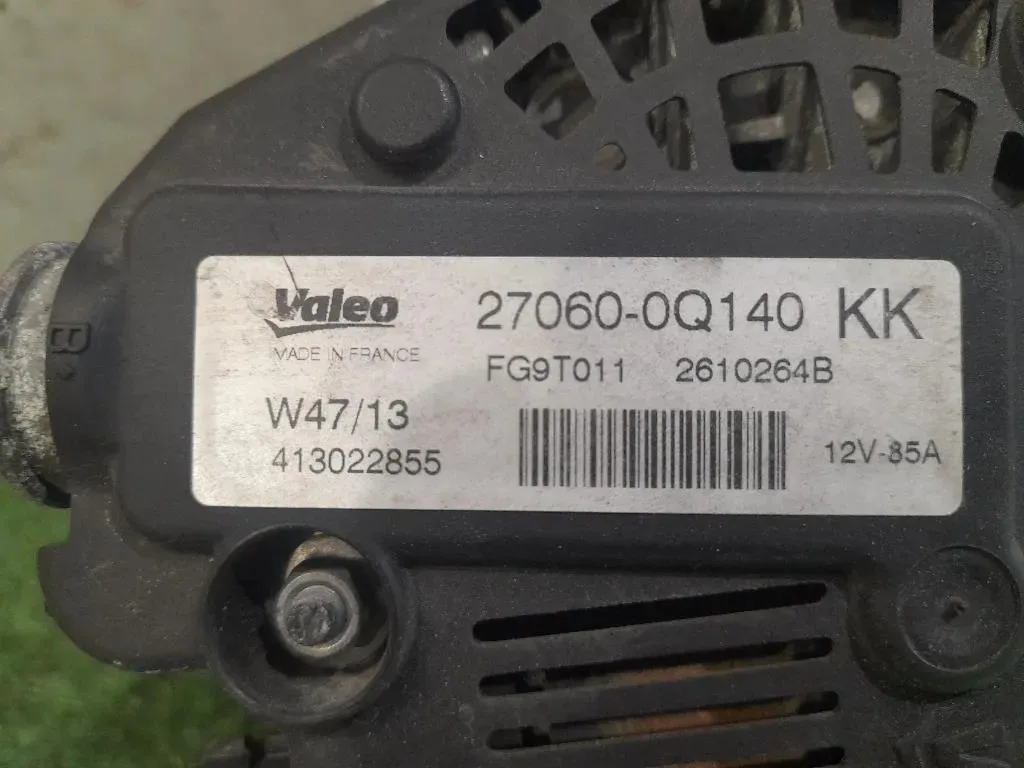 Valeo
MADE IN FRANCE
27060-0Q140 KK
FG9T011 2610264B
W47/13
413022855
12V-85A
B